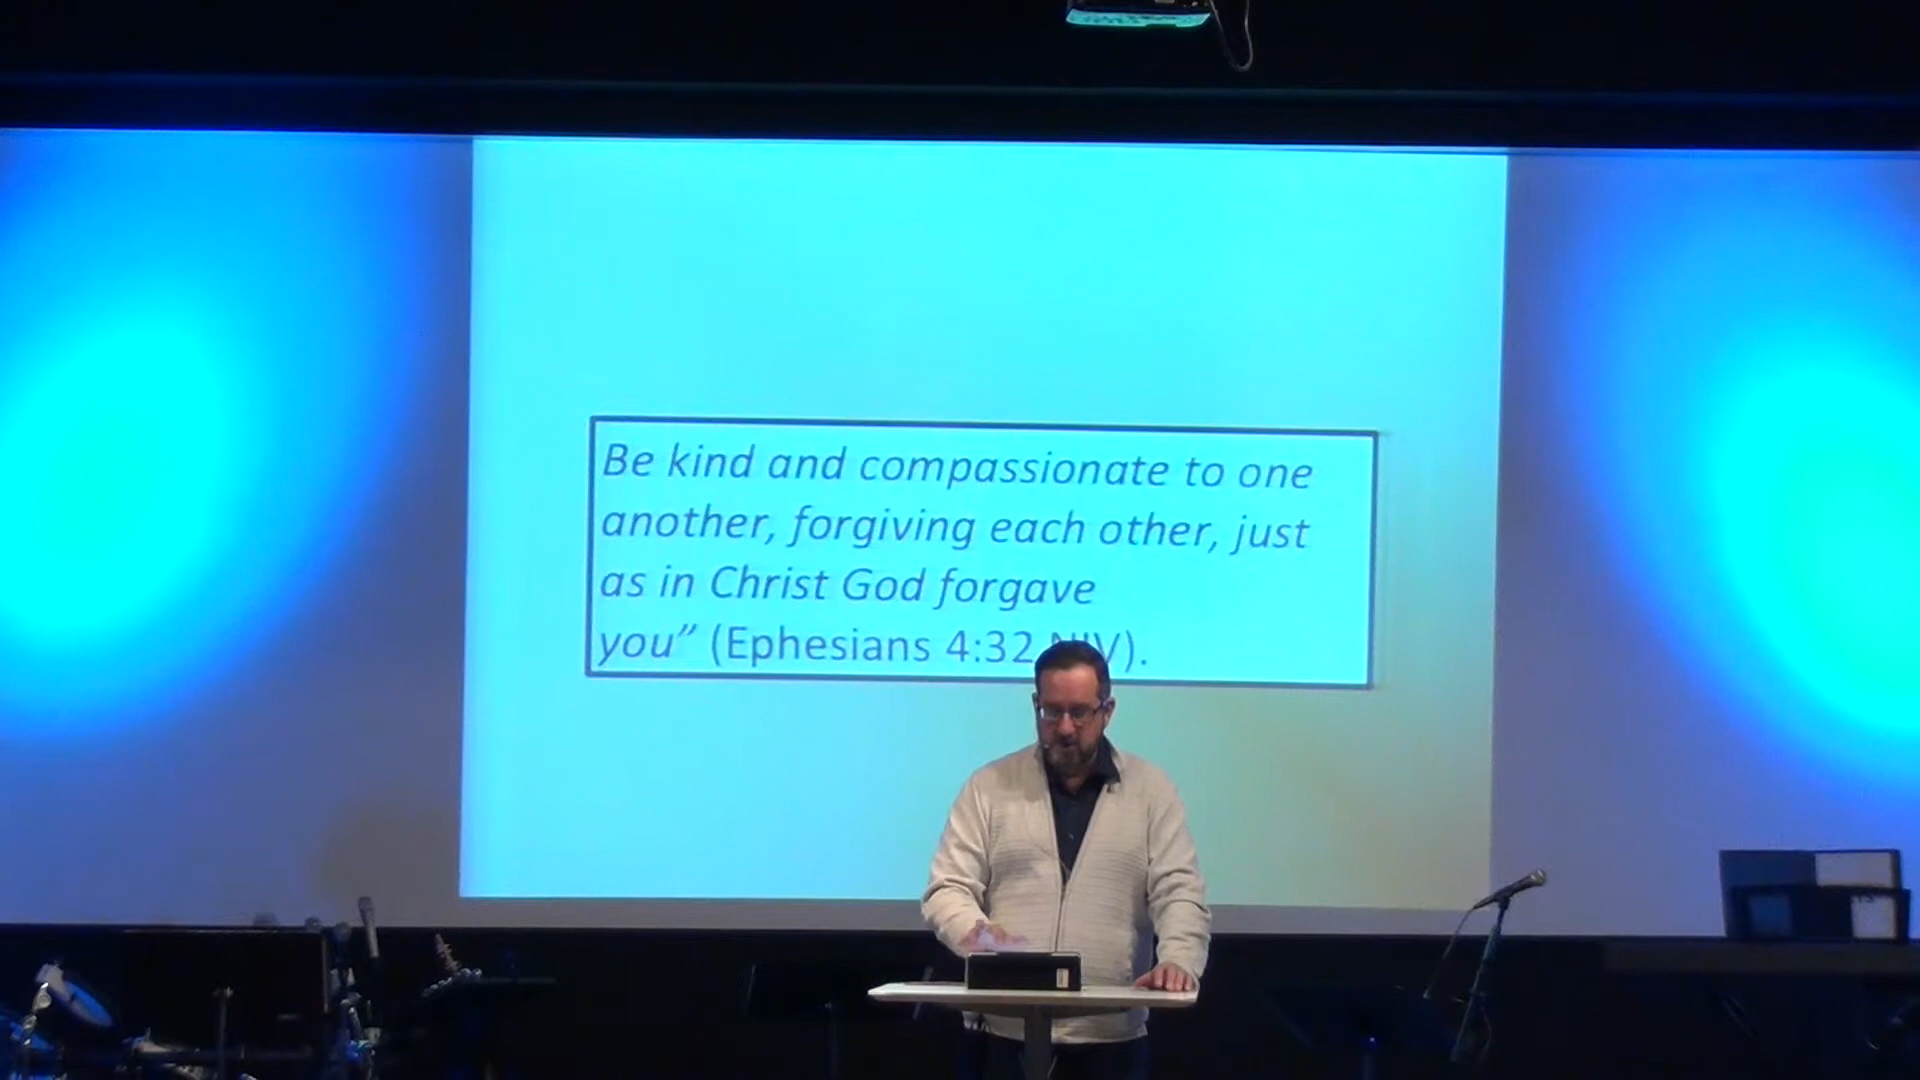 Be kind and compassionate to one
another, forgiving each other, just
as in Christ God forgave
you” (Ephesians 4:32 NIV).